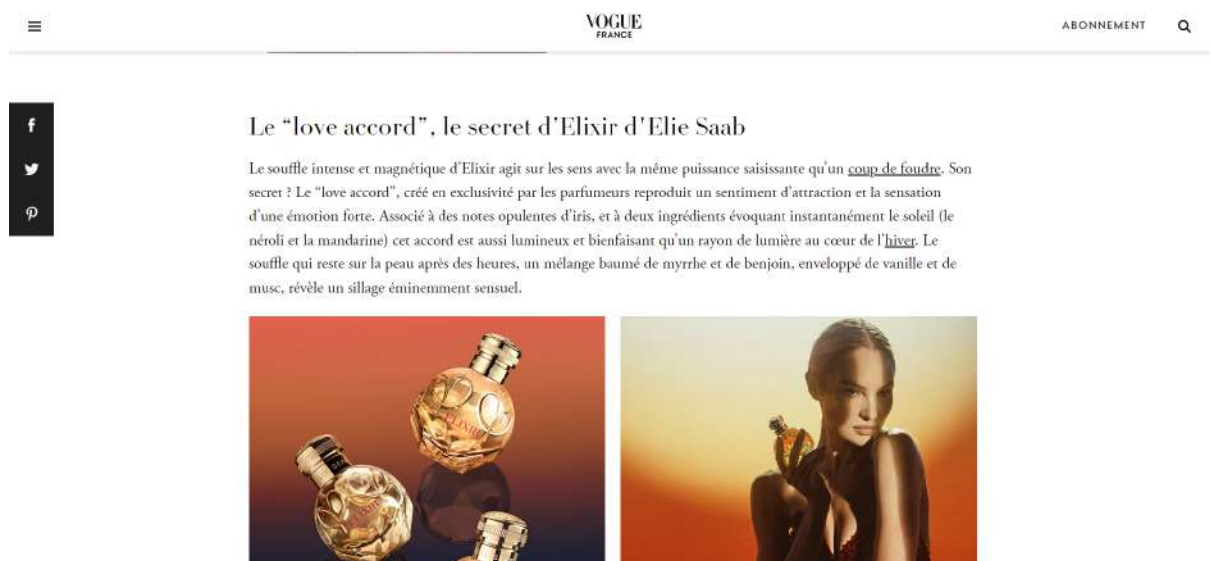 VOGUE
FRANCE
ABONNEMENT
Le “love accord”, le secret d’Elixir d'Elie Saab
Le souffle intense et magnétique d’Elixir agit sur les sens avec la même puissance saisissante qu’un coup de foudre. Son
secret ? Le “love accord”, créé en exclusivité par les parfumeurs reproduit un sentiment d’attraction et la sensation
d’une émotion forte. Associé à des notes opulentes d’iris, et à deux ingrédients évoquant instantanément le soleil (le
néroli et la mandarine) cet accord est aussi lumineux et bienfaisant qu’un rayon de lumière au cœur de l’hiver. Le
souffle qui reste sur la peau après des heures, un mélange baumé de myrrhe et de benjoin, enveloppé de vanille et de
musc, révèle un sillage éminemment sensuel.
ELIXIR
ELIXIR